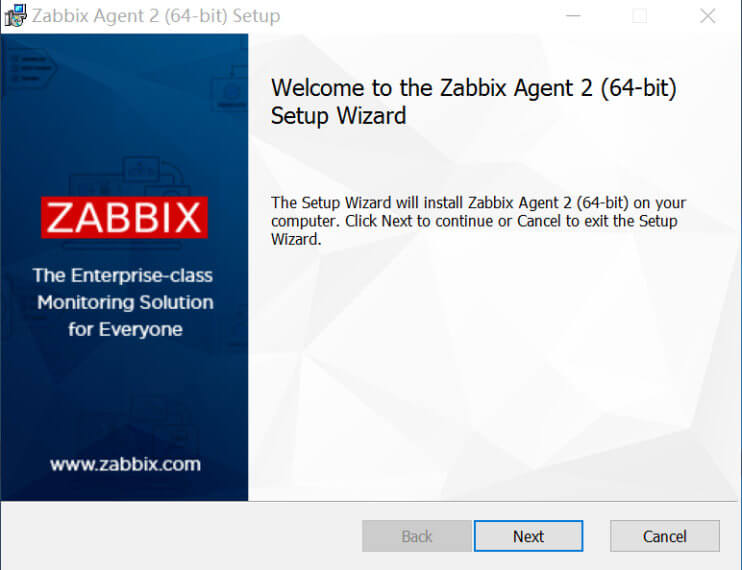 Zabbix Agent 2 (64-bit) Setup
Welcome to the Zabbix Agent 2 (64-bit)
Setup Wizard
The Setup Wizard will install Zabbix Agent 2 (64-bit) on your
computer. Click Next to continue or Cancel to exit the Setup
Wizard.
ZABBIX
The Enterprise-class
Monitoring Solution
for Everyone
www.zabbix.com
Back
Next
Cancel